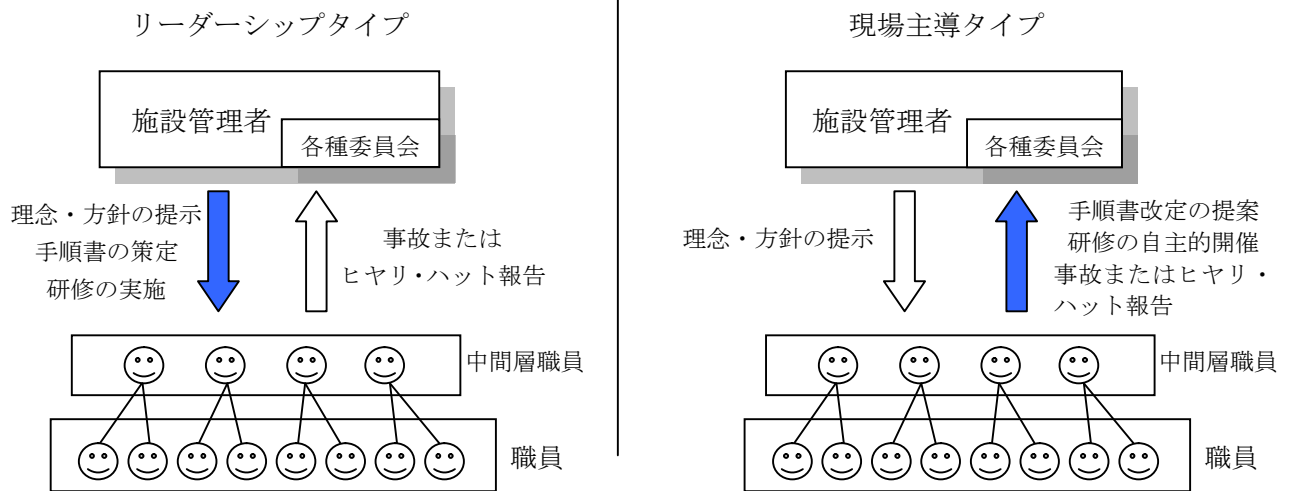 リーダーシップタイプ
施設管理者
各種委員会
理念・方針の提示
手順書の策定
研修の実施
事故または
ヒヤリ・ハット報告
中間層職員
職員
現場主導タイプ
施設管理者
各種委員会
理念・方針の提示
手順書改定の提案
研修の自主的開催
事故またはヒヤリ・
ハット報告
中間層職員
職員